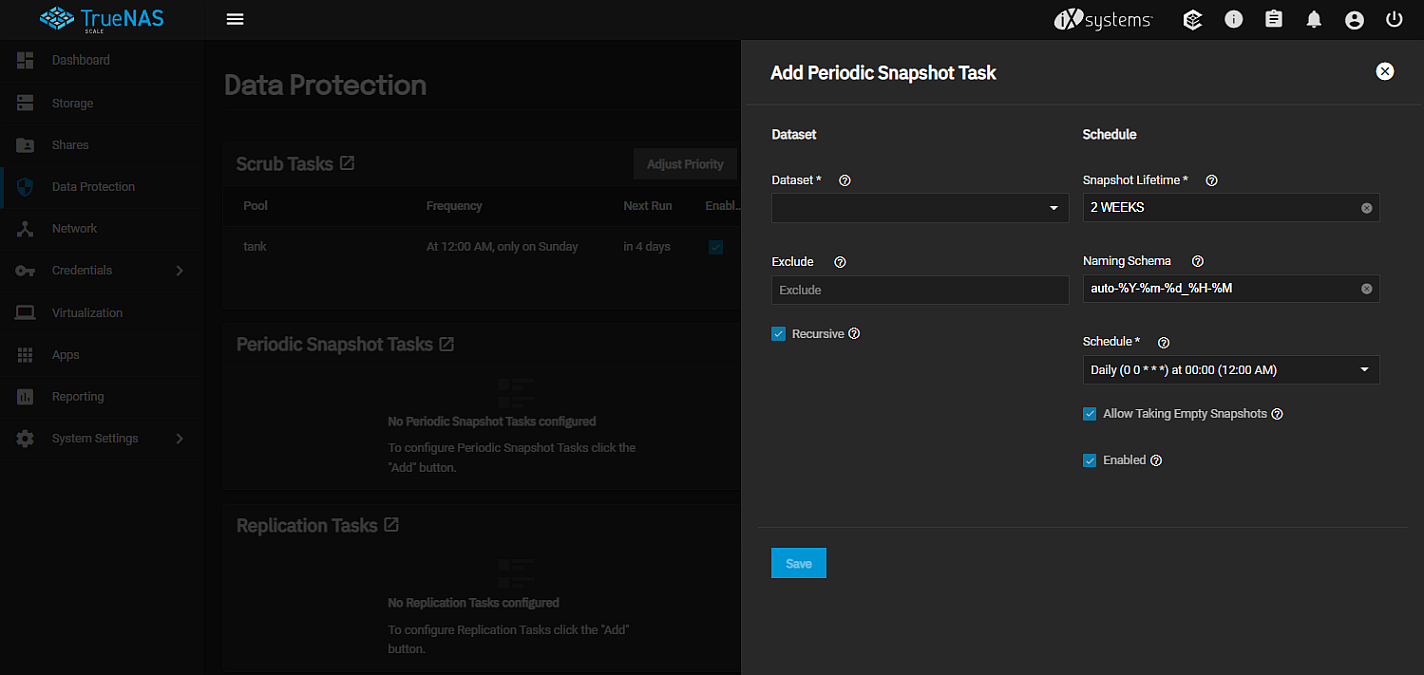 TrueNAS
SCALE
iXsystems
Dashboard
Storage
Shares
Data Protection
Network
Credentials
Virtualization
Apps
Reporting
System Settings
Data Protection
Scrub Tasks
Adjust Priority
Pool Frequency Next Run Enabl...
tank At 12:00 AM, only on Sunday in 4 days
Periodic Snapshot Tasks
No Periodic Snapshot Tasks configured
To configure Periodic Snapshot Tasks click the
"Add" button.
Replication Tasks
No Replication Tasks configured
To configure Replication Tasks click the "Add"
button.
Add Periodic Snapshot Task
Dataset
Dataset *
Exclude
Exclude
Recursive
Schedule
Snapshot Lifetime *
2 WEEKS
Naming Schema
auto-%Y-%m-%d_%H-%M
Schedule *
Daily (0 0 * * *) at 00:00 (12:00 AM)
Allow Taking Empty Snapshots
Enabled
Save